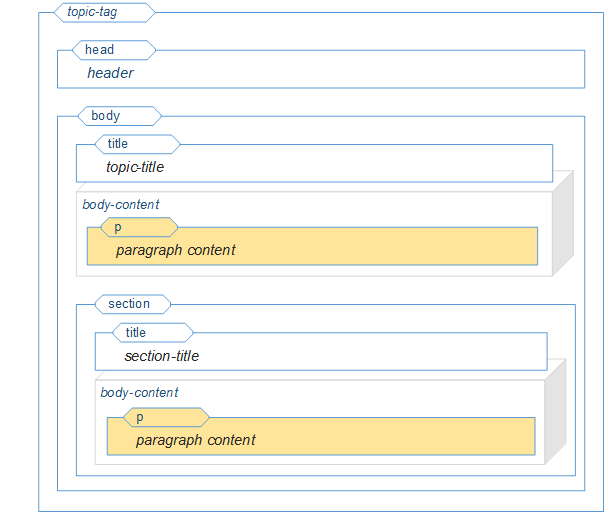 topic-tag
head
header
body
title
topic-title
body-content
p
paragraph content
section
title
section-title
body-content
p
paragraph content